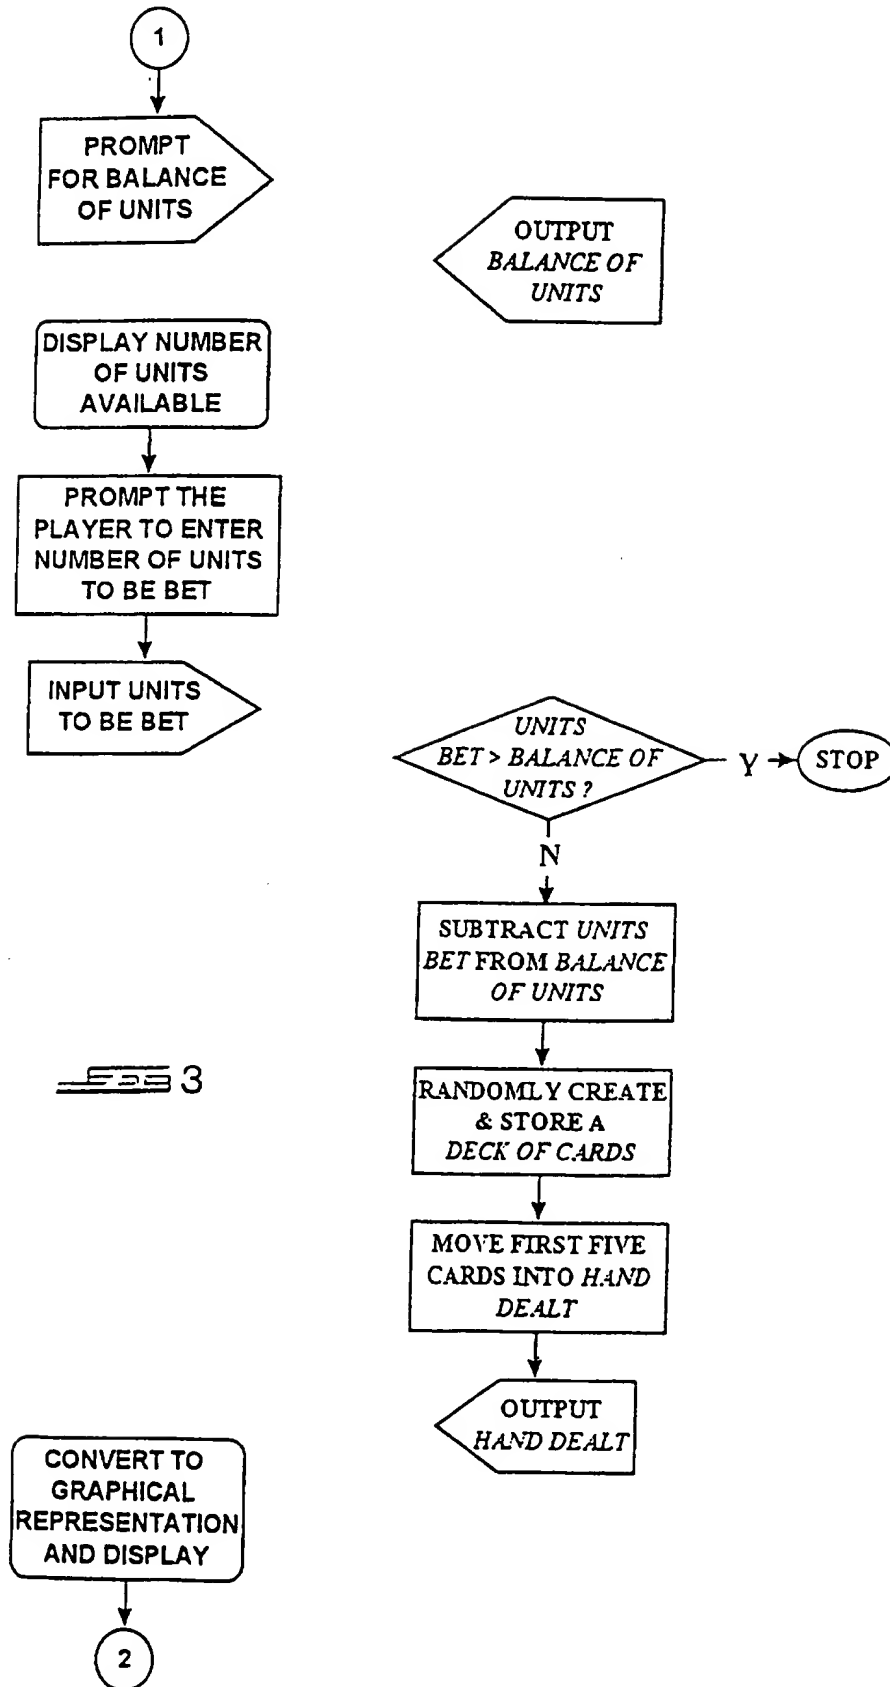 1
PROMPT
FOR BALANCE
OF UNITS
OUTPUT
BALANCE OF
UNITS
DISPLAY NUMBER
OF UNITS
AVAILABLE
PROMPT THE
PLAYER TO ENTER
NUMBER OF UNITS
TO BE BET
INPUT UNITS
TO BE BET
UNITS
BET > BALANCE OF
UNITS ?
Y
STOP
N
SUBTRACT UNITS
BET FROM BALANCE
OF UNITS
3
RANDOMLY CREATE
& STORE A
DECK OF CARDS
MOVE FIRST FIVE
CARDS INTO HAND
DEALT
OUTPUT
HAND DEALT
CONVERT TO
GRAPHICAL
REPRESENTATION
AND DISPLAY
2